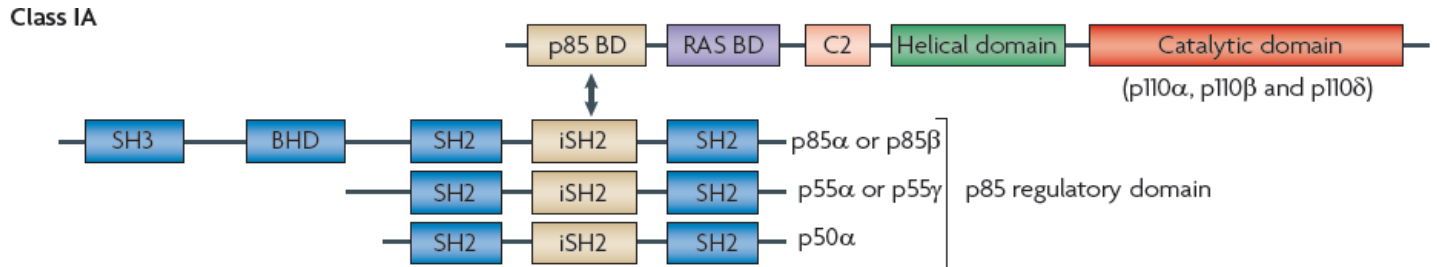 Class IA
p85 BD RAS BD C2 Helical domain Catalytic domain
(p110α, p110β and p110δ)
SH3 BHD SH2 iSH2 SH2 p85α or p85β
SH2 iSH2 SH2 p55α or p55γ p85 regulatory domain
SH2 iSH2 SH2 p50α